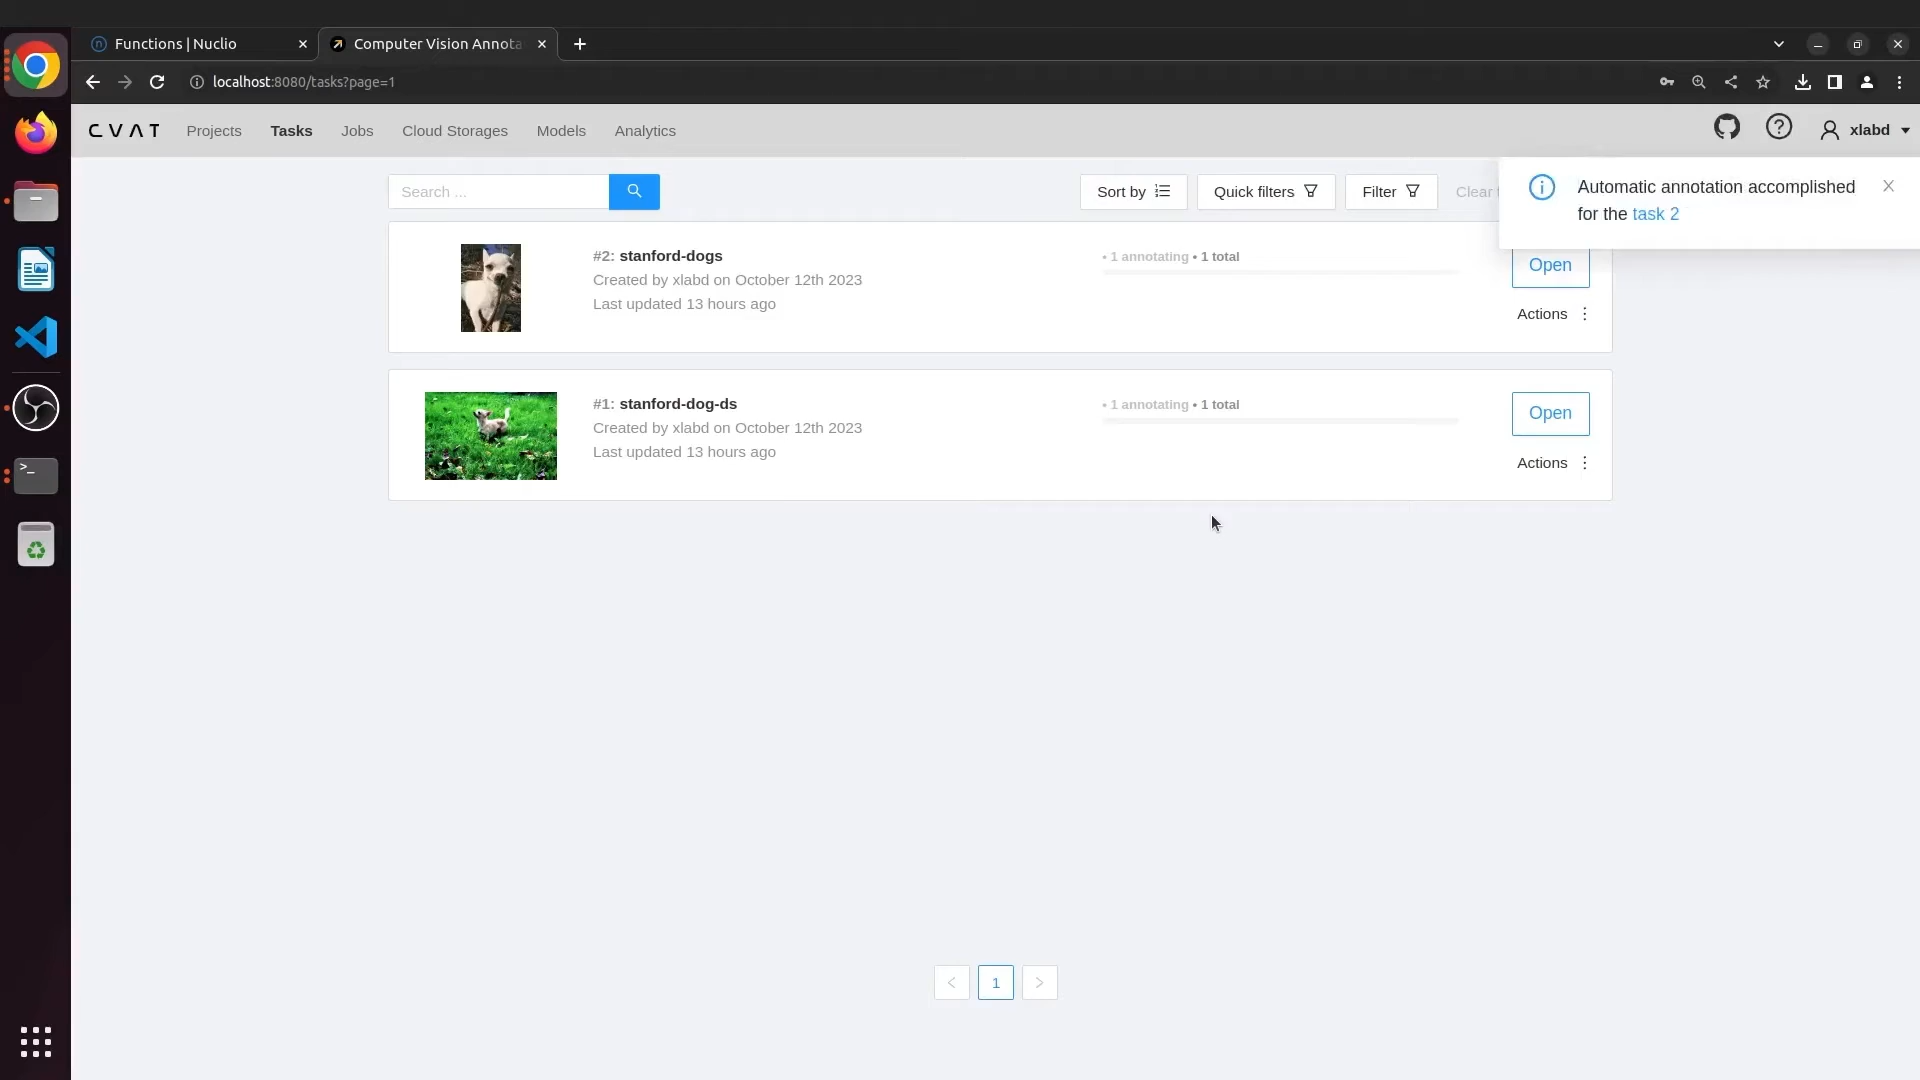 Functions | Nuclio
Computer Vision Annota
localhost:8080/tasks?page=1
CVAT
Projects
Tasks
Jobs
Cloud Storages
Models
Analytics
xlabd
Search ...
Sort by
Quick filters
Filter
Clear
Automatic annotation accomplished
for the task 2
#2: stanford-dogs
Created by xlabd on October 12th 2023
Last updated 13 hours ago
• 1 annotating • 1 total
Open
Actions
#1: stanford-dog-ds
Created by xlabd on October 12th 2023
Last updated 13 hours ago
• 1 annotating • 1 total
Open
Actions
1